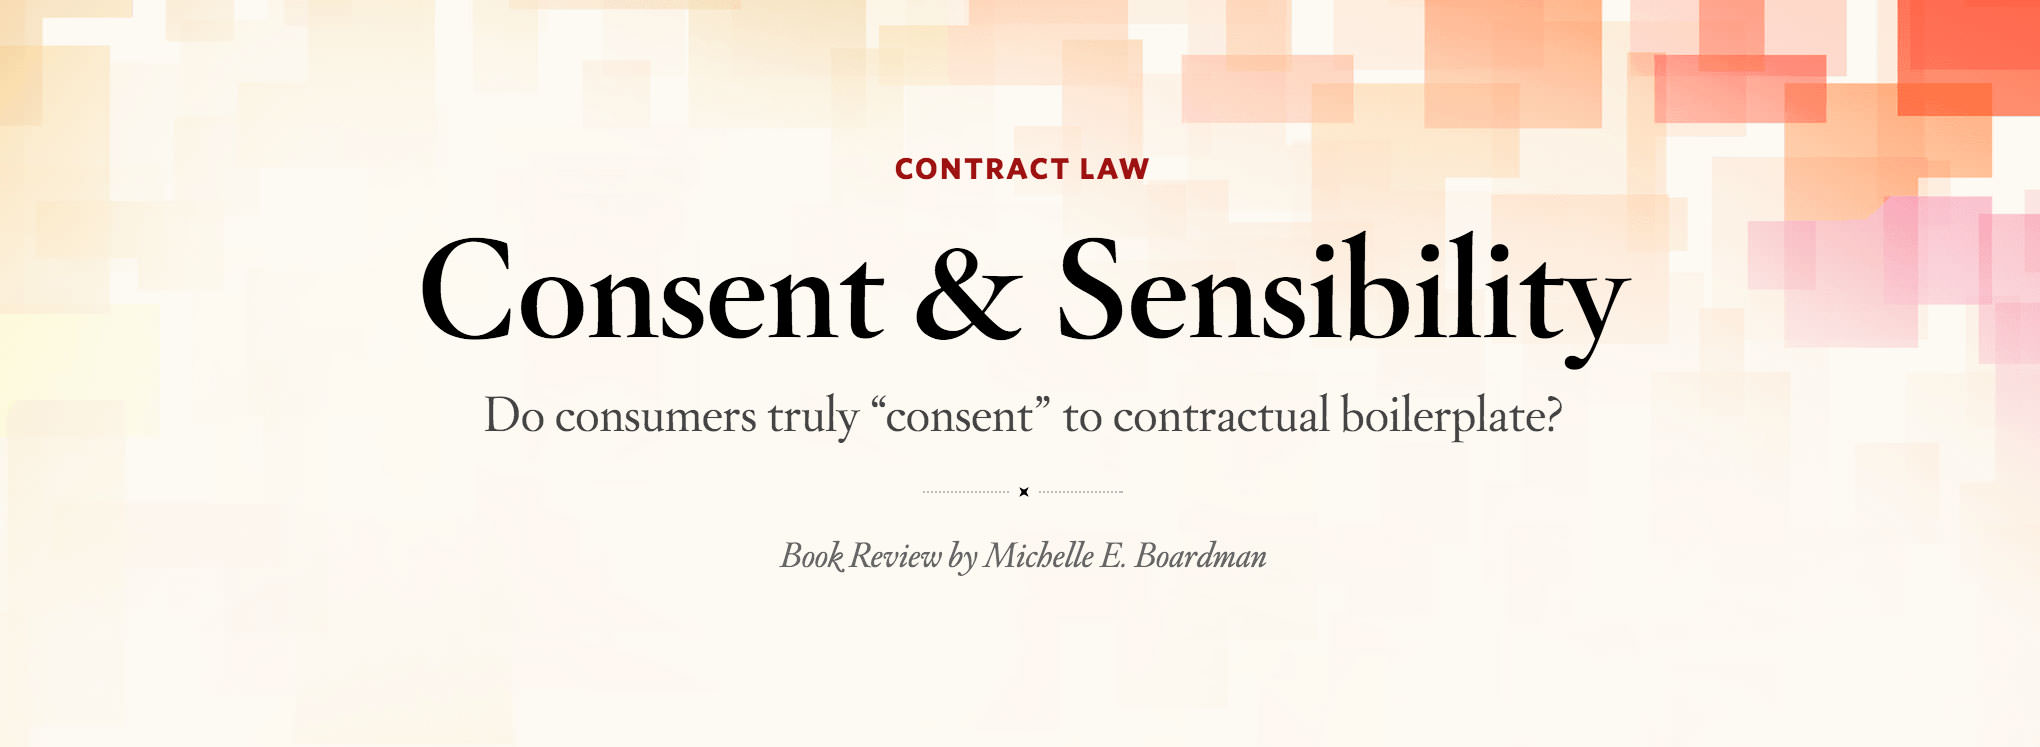 CONTRACT LAW
Consent & Sensibility
Do consumers truly “consent” to contractual boilerplate?
Book Review by Michelle E. Boardman